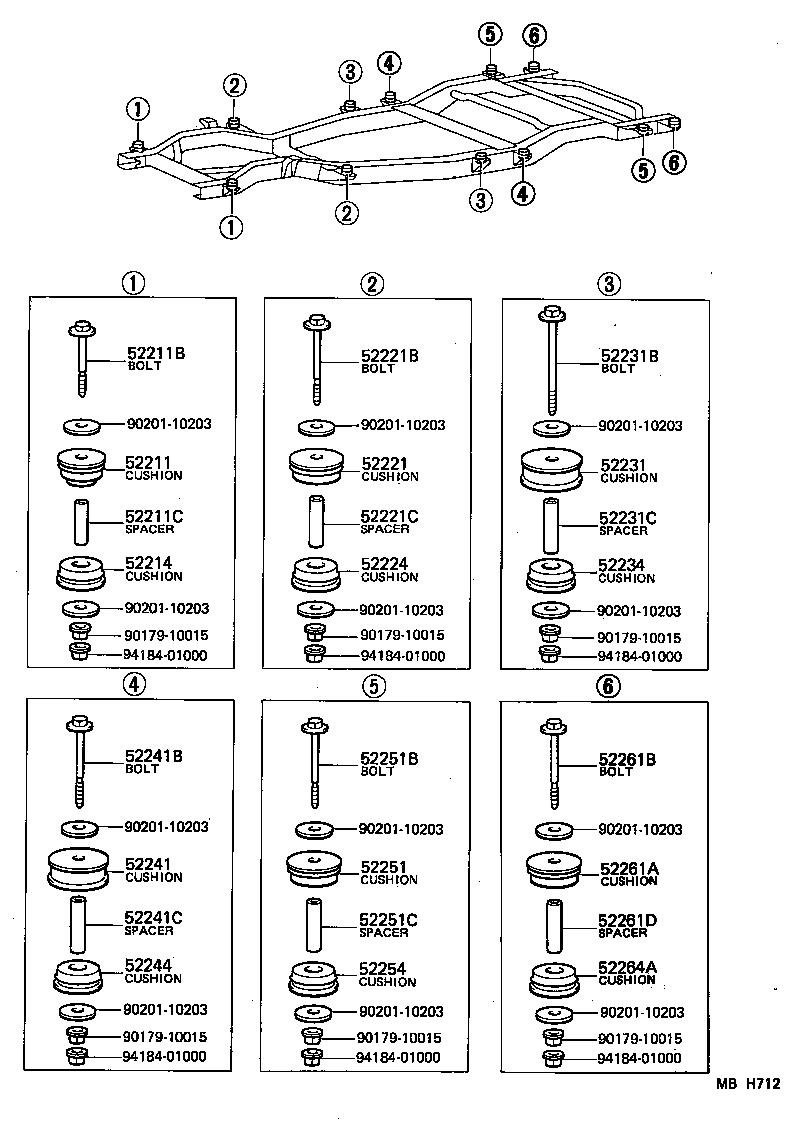 5
6
4
3
2
1
5
6
4
3
2
1
1
52211B
BOLT
90201-10203
52211
CUSHION
52211C
SPACER
52214
CUSHION
90201-10203
90179-10015
94184-01000
2
52221B
BOLT
90201-10203
52221
CUSHION
52221C
SPACER
52224
CUSHION
90201-10203
90179-10015
94184-01000
3
52231B
BOLT
90201-10203
52231
CUSHION
52231C
SPACER
52234
CUSHION
90201-10203
90179-10015
94184-01000
4
52241B
BOLT
90201-10203
52241
CUSHION
52241C
SPACER
52244
CUSHION
90201-10203
90179-10015
94184-01000
5
52251B
BOLT
90201-10203
52251
CUSHION
52251C
SPACER
52254
CUSHION
90201-10203
90179-10015
94184-01000
6
52261B
BOLT
90201-10203
52261A
CUSHION
52261D
SPACER
52264A
CUSHION
90201-10203
90179-10015
94184-01000
MB H712